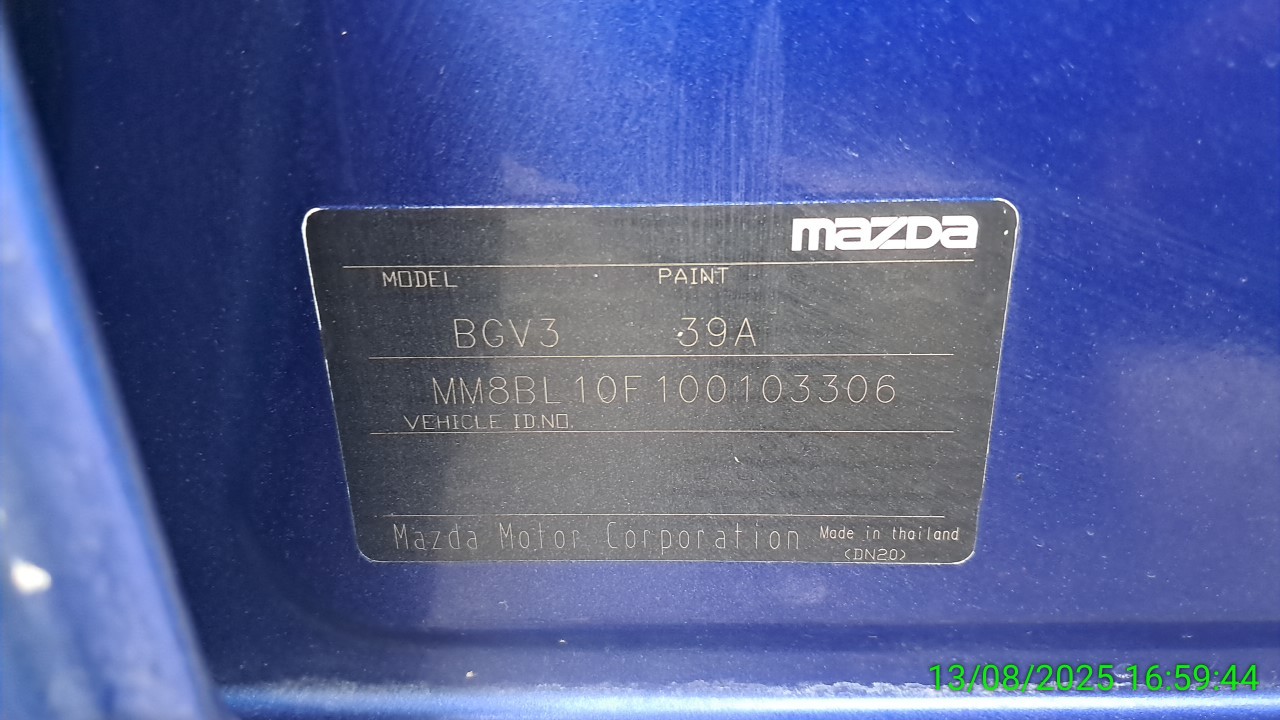 mazda
MODEL PAINT
BGV3 39A
MM8BL10F100103306
VEHICLE ID.NO.
Mazda Motor Corporation Made in thailand
(DN20)
13/08/2025 16:59:44